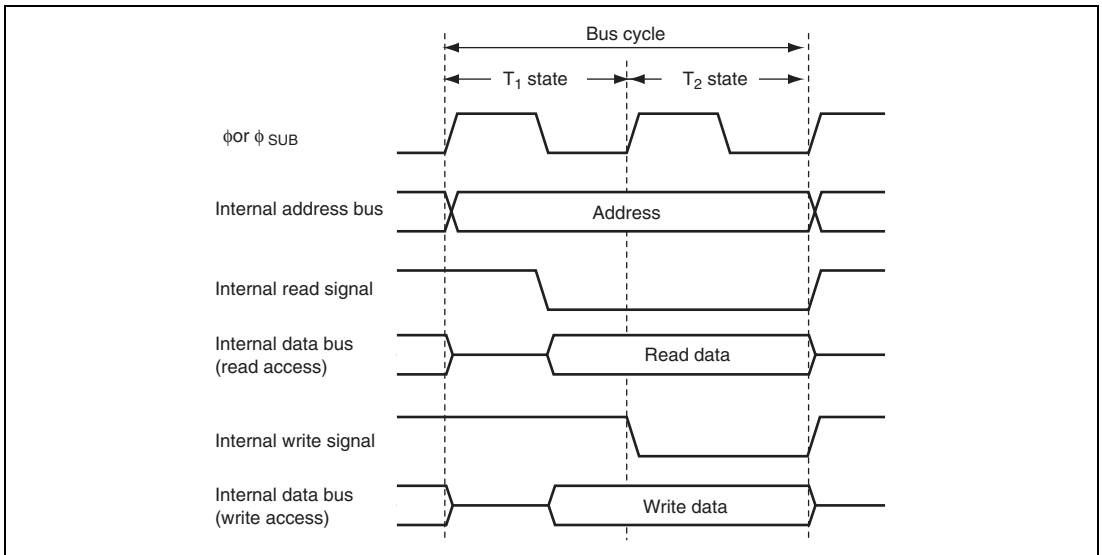 Bus cycle
T1 state
T2 state
ϕor ϕ SUB
Internal address bus
Address
Internal read signal
Internal data bus
(read access)
Read data
Internal write signal
Internal data bus
(write access)
Write data